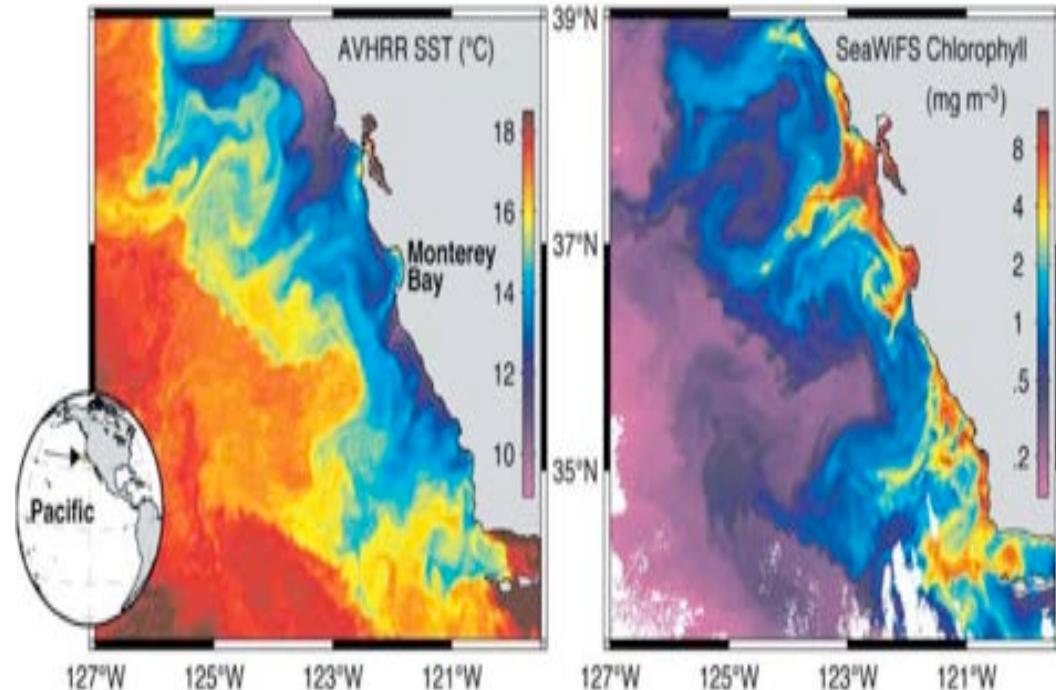 AVHRR SST (°C)
18
16
14
12
10
Monterey
Bay
Pacific
127°W
125°W
123°W
121°W
39°N
37°N
35°N
SeaWiFS Chlorophyll
(mg m⁻³)
8
4
2
1
.5
.2
127°W
125°W
123°W
121°W